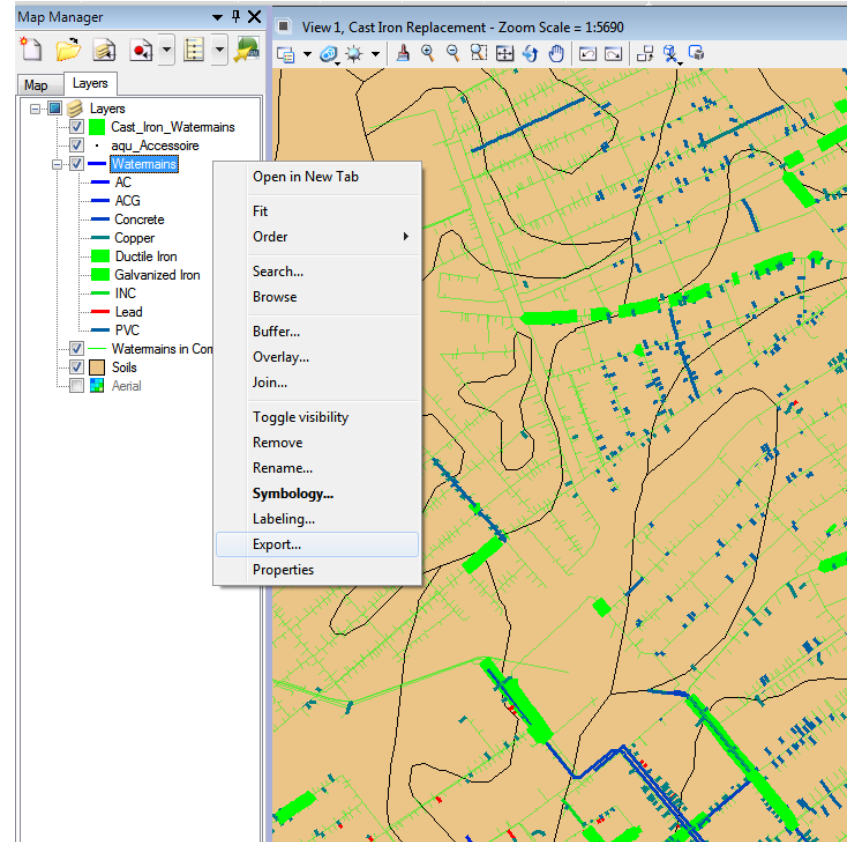 Map Manager
View 1, Cast Iron Replacement - Zoom Scale = 1:5690
Map
Layers
Layers
Cast_Iron_Watermains
aqu_Accessoire
Watermains
AC
ACG
Concrete
Copper
Ductile Iron
Galvanized Iron
INC
Lead
PVC
Watermains in Con
Soils
Aerial
Open in New Tab
Fit
Order
Search...
Browse
Buffer...
Overlay...
Join...
Toggle visibility
Remove
Rename...
Symbology...
Labeling...
Export...
Properties